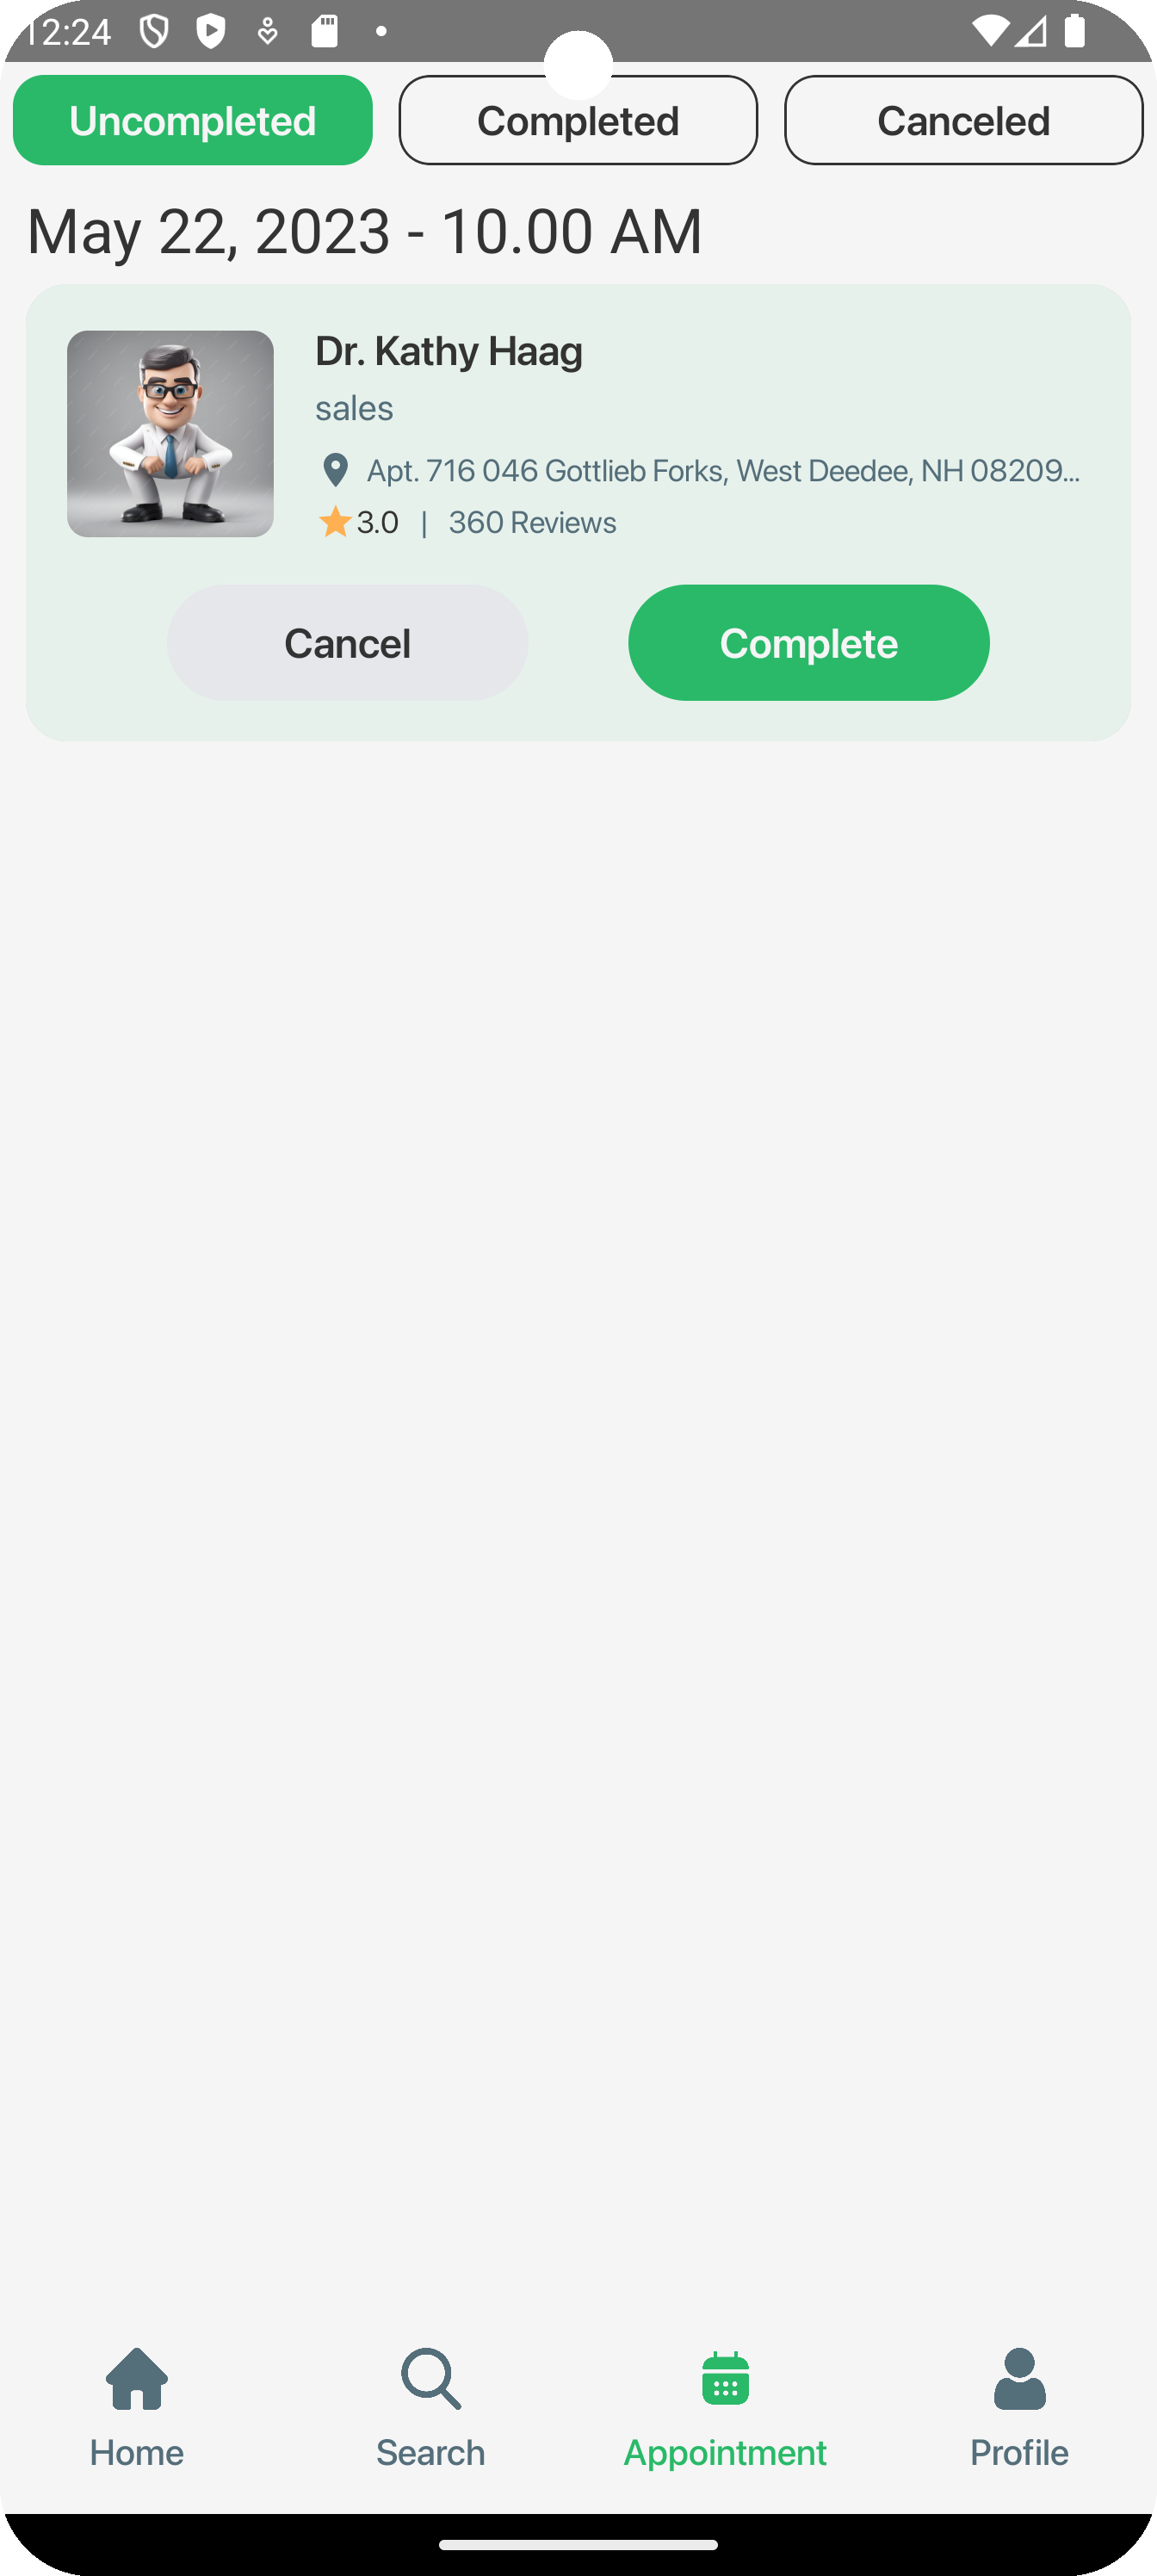 12:24
Uncompleted
Completed
Canceled
May 22, 2023 - 10.00 AM
Dr. Kathy Haag
sales
Apt. 716 046 Gottlieb Forks, West Deedee, NH 08209...
3.0 | 360 Reviews
Cancel
Complete
Home
Search
Appointment
Profile